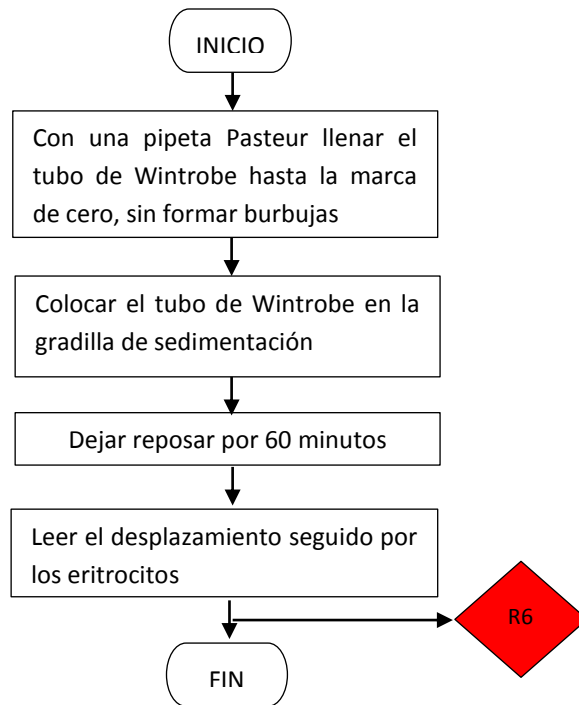 INICIO
Con una pipeta Pasteur llenar el
tubo de Wintrobe hasta la marca
de cero, sin formar burbujas
Colocar el tubo de Wintrobe en la
gradilla de sedimentación
Dejar reposar por 60 minutos
Leer el desplazamiento seguido por
los eritrocitos
R6
FIN